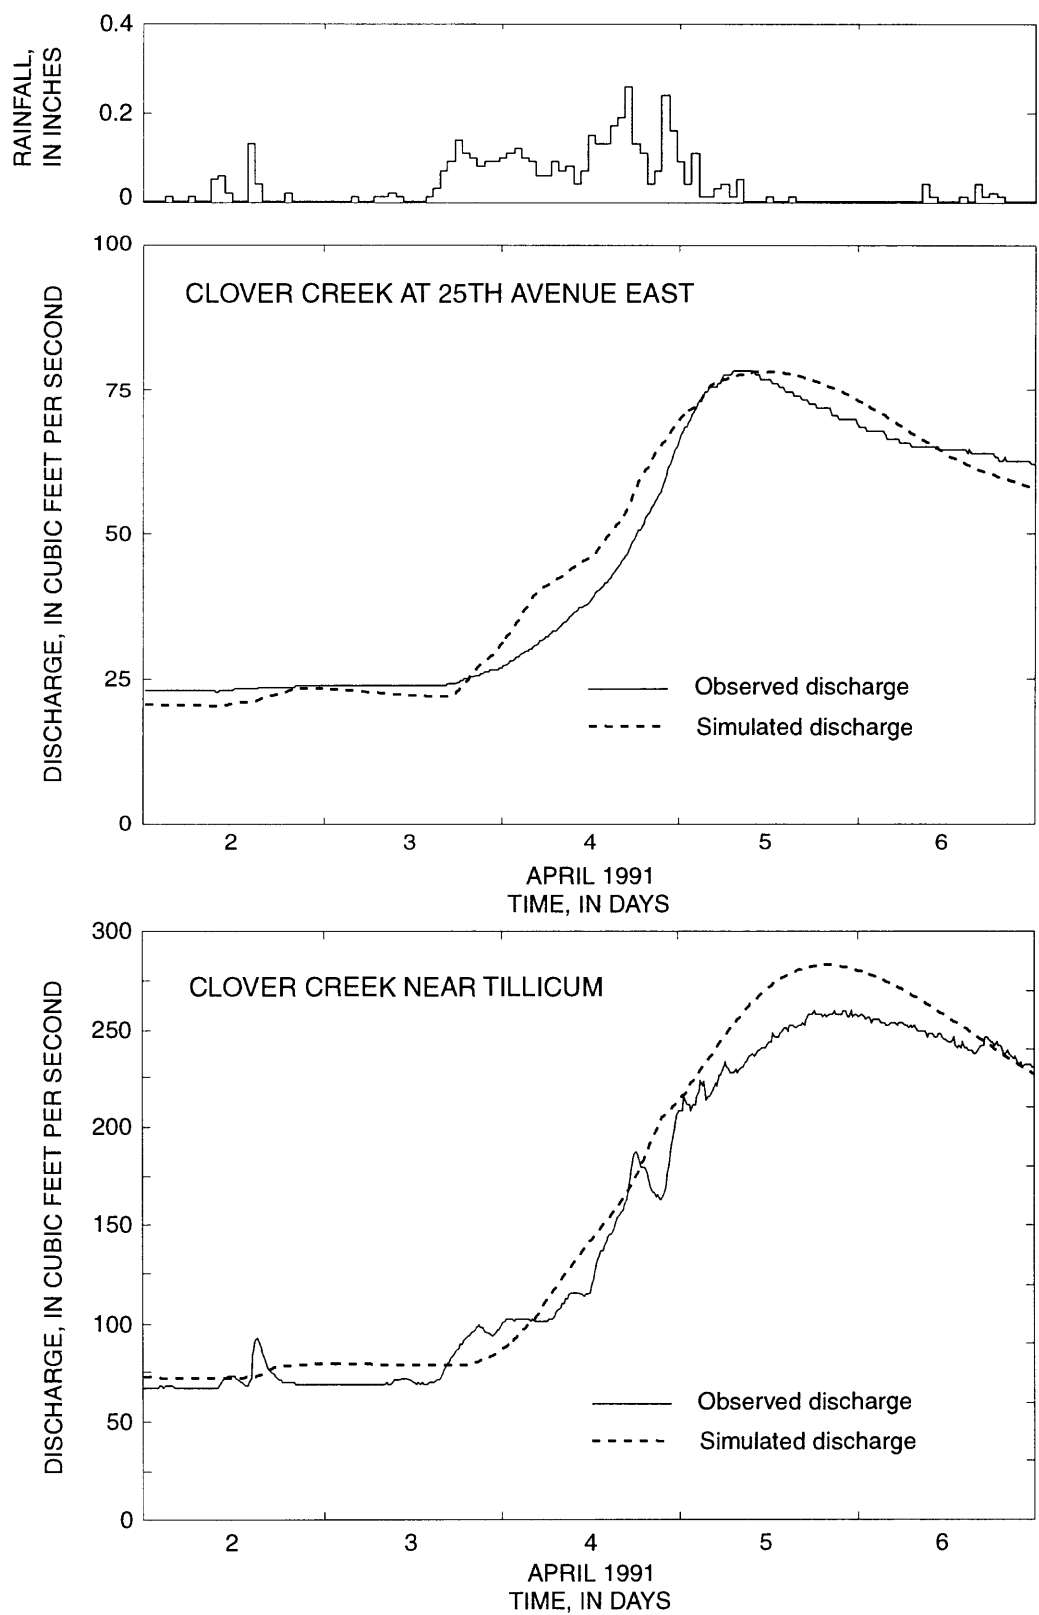 RAINFALL,
IN INCHES
0.4
0.2
0
DISCHARGE, IN CUBIC FEET PER SECOND
100
75
50
25
0
CLOVER CREEK AT 25TH AVENUE EAST
Observed discharge
Simulated discharge
2 3 4 5 6
APRIL 1991
TIME, IN DAYS
DISCHARGE, IN CUBIC FEET PER SECOND
300
250
200
150
100
50
0
CLOVER CREEK NEAR TILLICUM
Observed discharge
Simulated discharge
2 3 4 5 6
APRIL 1991
TIME, IN DAYS